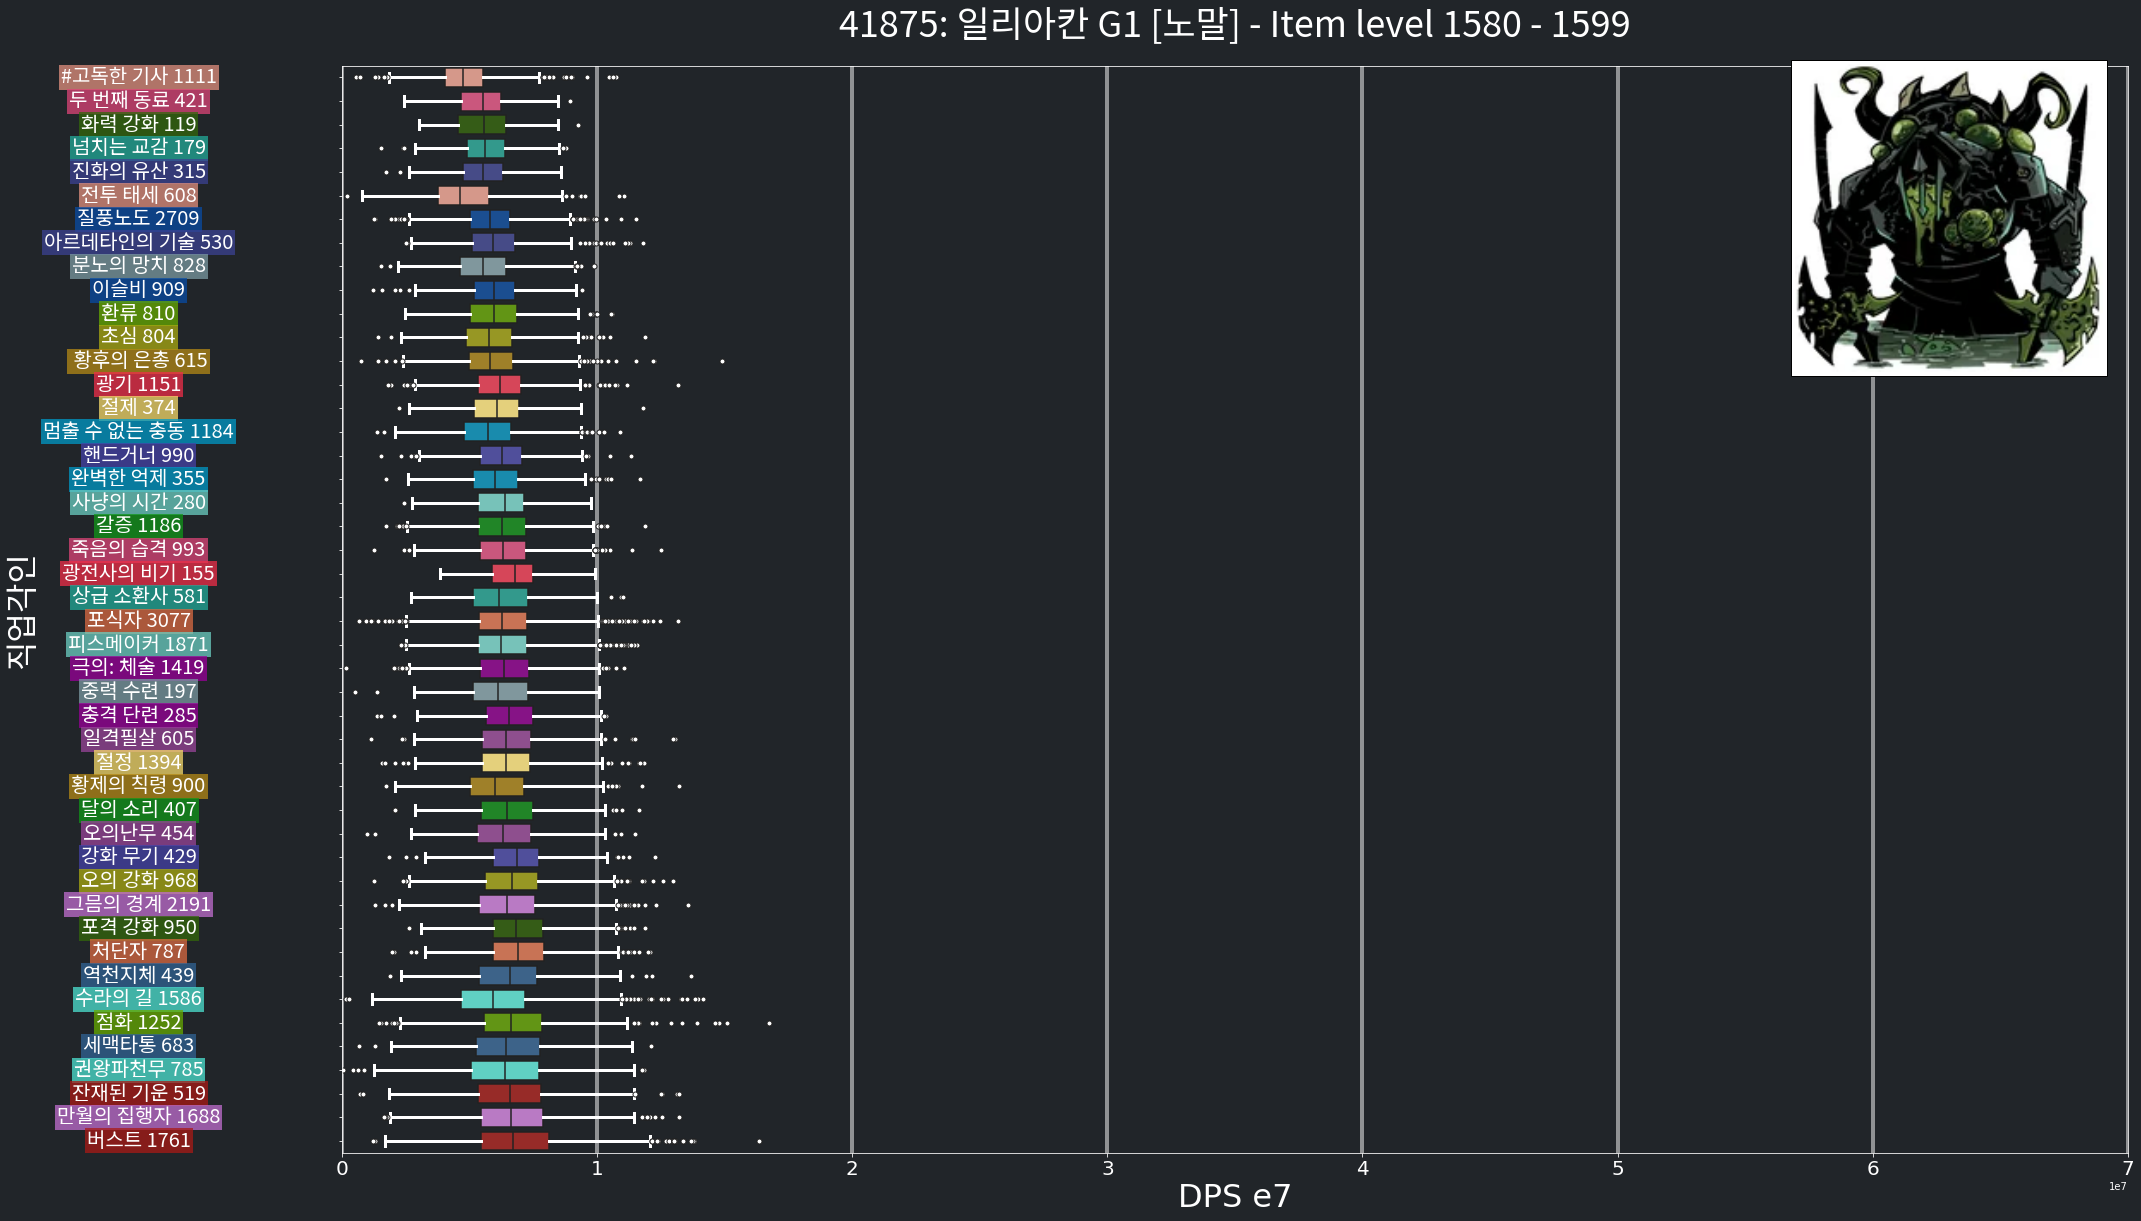 41875: 일리아칸 G1 [노말] - Item level 1580 - 1599
#고독한 기사 1111
두 번째 동료 421
화력 강화 119
넘치는 교감 179
진화의 유산 315
전투 태세 608
질풍노도 2709
아르데타인의 기술 530
분노의 망치 828
이슬비 909
환류 810
초심 804
황후의 은총 615
광기 1151
절제 374
멈출 수 없는 충동 1184
핸드거너 990
완벽한 억제 355
사냥의 시간 280
갈증 1186
죽음의 습격 993
광전사의 비기 155
상급 소환사 581
포식자 3077
피스메이커 1871
극의: 체술 1419
중력 수련 197
충격 단련 285
일격필살 605
절정 1394
황제의 칙령 900
달의 소리 407
오의난무 454
강화 무기 429
오의 강화 968
그믐의 경계 2191
포격 강화 950
처단자 787
역천지체 439
수라의 길 1586
점화 1252
세맥타통 683
권왕파천무 785
잔재된 기운 519
만월의 집행자 1688
버스트 1761
직업각인
0 1 2 3 4 5 6 7
1e7
DPS e7